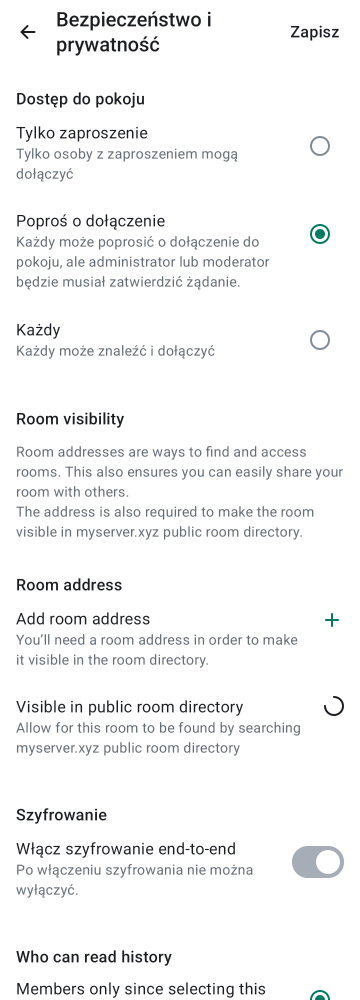 Bezpieczeństwo i
prywatność
Zapisz
Dostęp do pokoju
Tylko zaproszenie
Tylko osoby z zaproszeniem mogą
dołączyć
Poproś o dołączenie
Każdy może poprosić o dołączenie do
pokoju, ale administrator lub moderator
będzie musiał zatwierdzić żądanie.
Każdy
Każdy może znaleźć i dołączyć
Room visibility
Room addresses are ways to find and access
rooms. This also ensures you can easily share your
room with others.
The address is also required to make the room
visible in myserver.xyz public room directory.
Room address
Add room address
You’ll need a room address in order to make
it visible in the room directory.
Visible in public room directory
Allow for this room to be found by searching
myserver.xyz public room directory
Szyfrowanie
Włącz szyfrowanie end-to-end
Po włączeniu szyfrowania nie można
wyłączyć.
Who can read history
Members only since selecting this